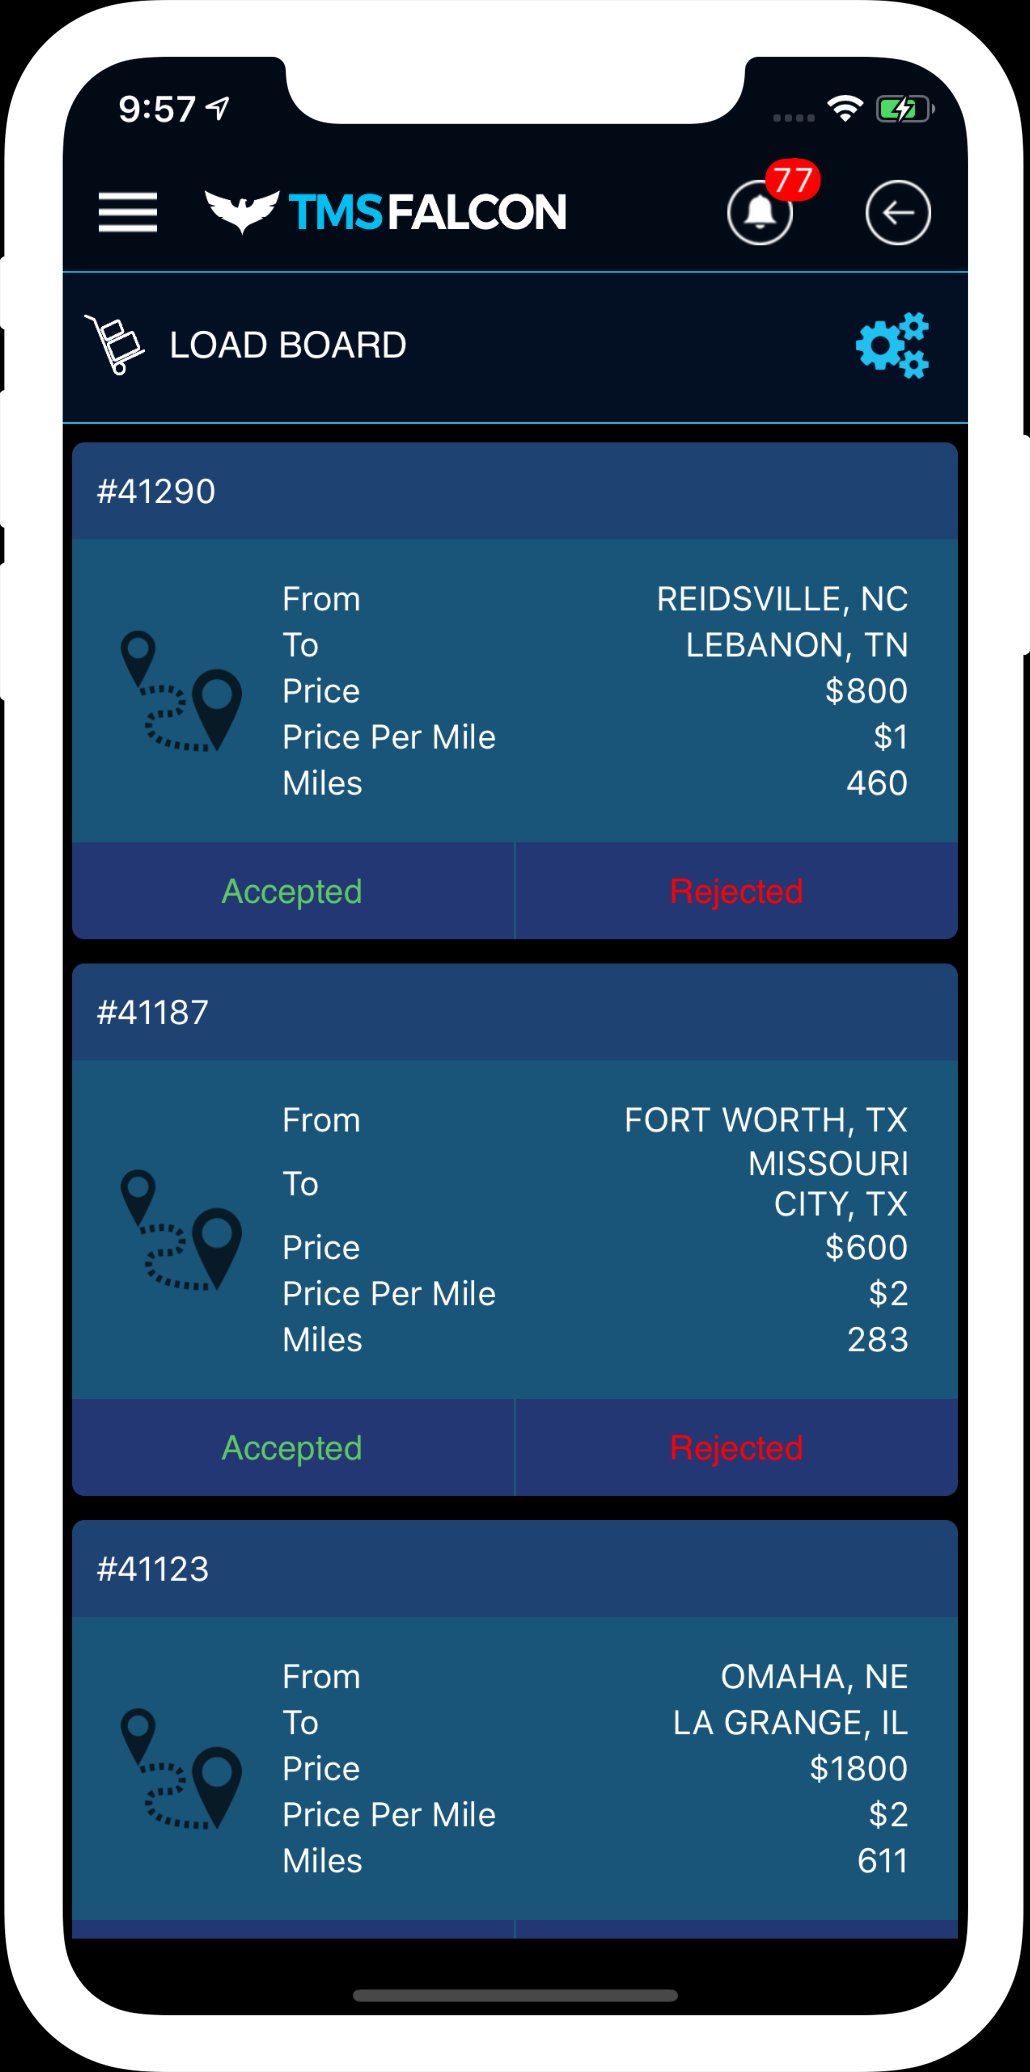 9:57
TMSFALCON
77
LOAD BOARD
#41290
From REIDSVILLE, NC
To LEBANON, TN
Price $800
Price Per Mile $1
Miles 460
Accepted Rejected
#41187
From FORT WORTH, TX
To MISSOURI
CITY, TX
Price $600
Price Per Mile $2
Miles 283
Accepted Rejected
#41123
From OMAHA, NE
To LA GRANGE, IL
Price $1800
Price Per Mile $2
Miles 611